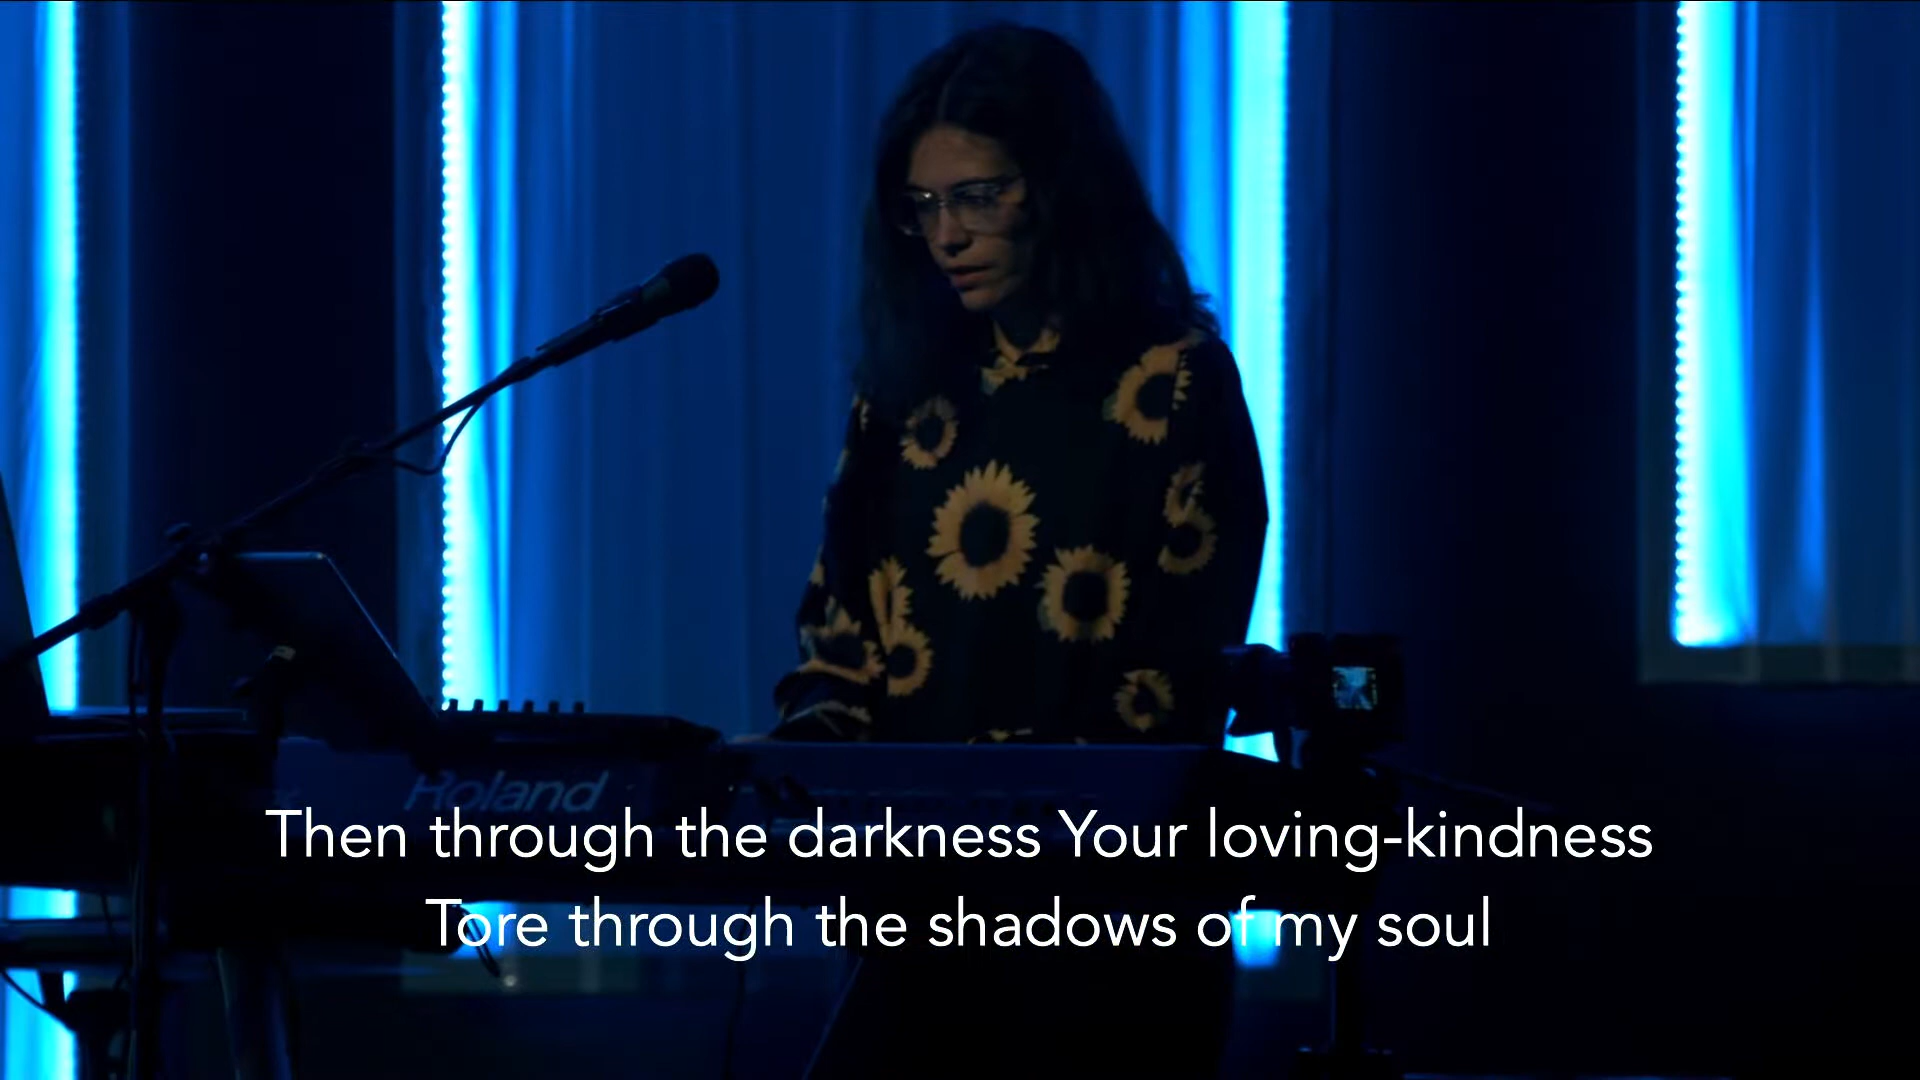 Roland
Then through the darkness Your loving-kindness
Tore through the shadows of my soul